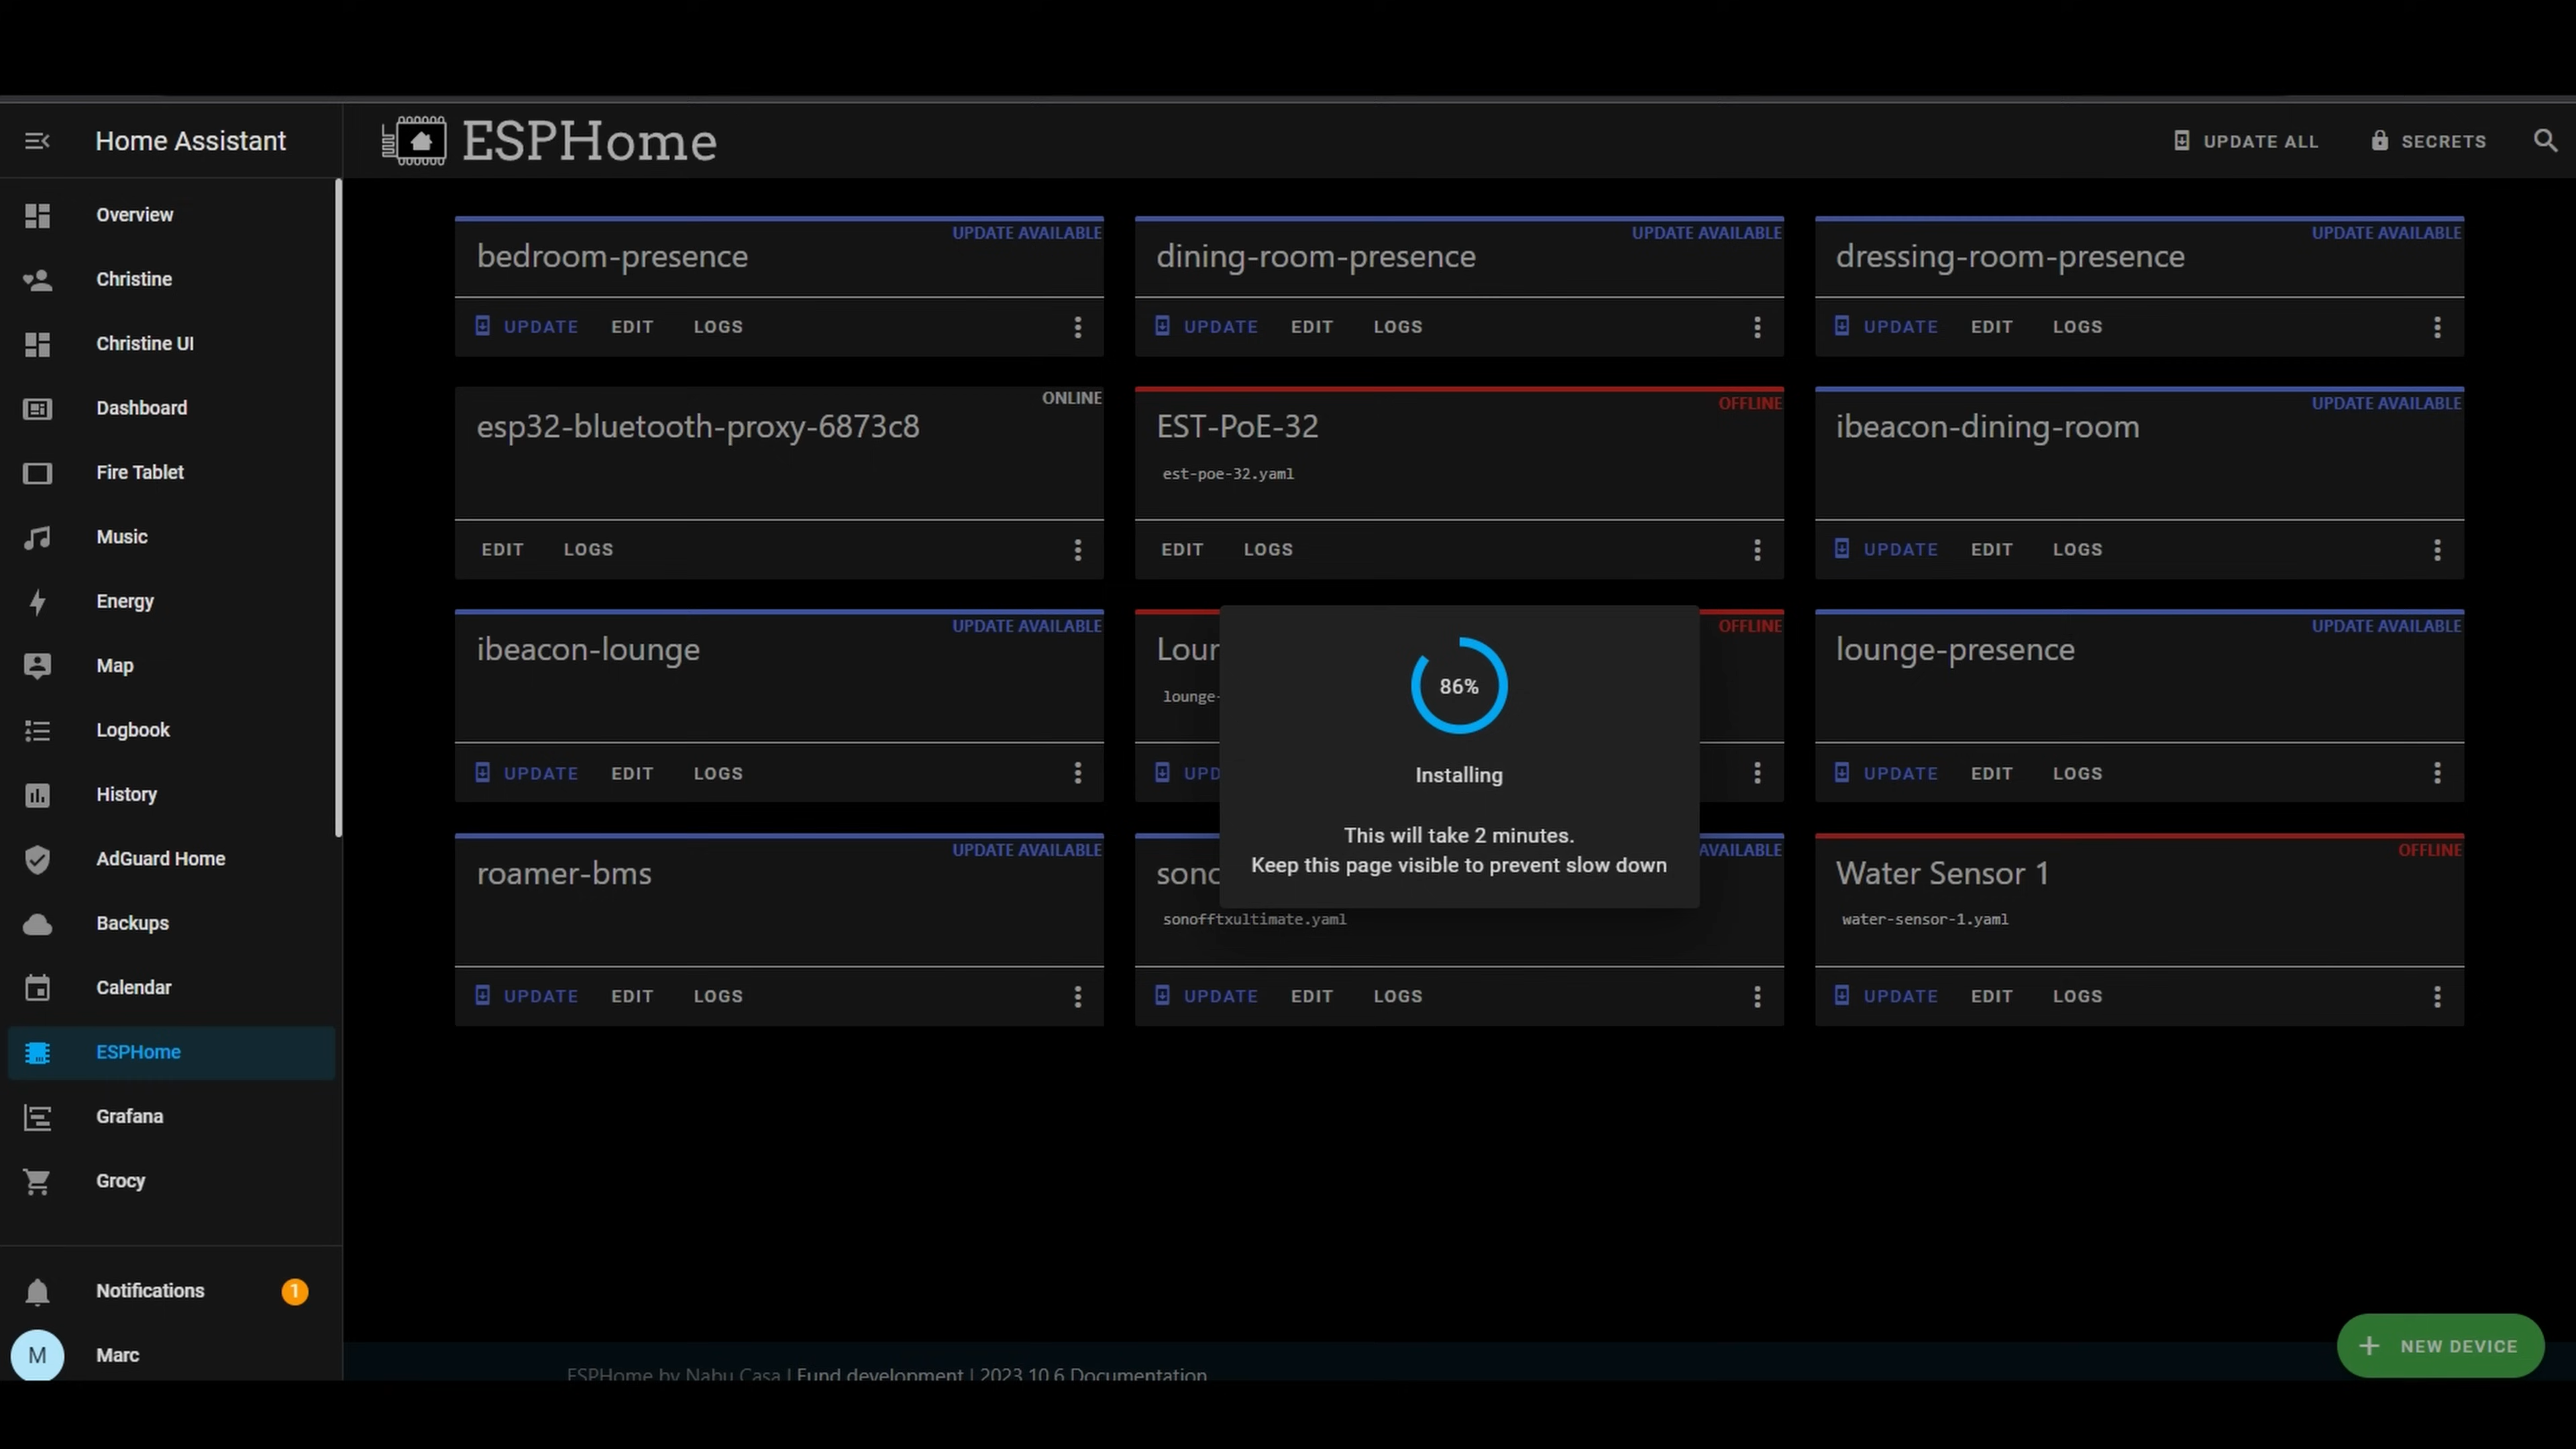 Home Assistant
ESPHome
UPDATE ALL
SECRETS
Overview
Christine
Christine UI
Dashboard
Fire Tablet
Music
Energy
Map
Logbook
History
AdGuard Home
Backups
Calendar
ESPHome
Grafana
Grocy
Notifications
1
M
Marc
UPDATE AVAILABLE
bedroom-presence
UPDATE EDIT LOGS
UPDATE AVAILABLE
dining-room-presence
UPDATE EDIT LOGS
UPDATE AVAILABLE
dressing-room-presence
UPDATE EDIT LOGS
ONLINE
esp32-bluetooth-proxy-6873c8
EDIT LOGS
OFFLINE
EST-PoE-32
est-poe-32.yaml
EDIT LOGS
UPDATE AVAILABLE
ibeacon-dining-room
UPDATE EDIT LOGS
UPDATE AVAILABLE
ibeacon-lounge
UPDATE EDIT LOGS
OFFLINE
lounge-
86%
Installing
This will take 2 minutes.
Keep this page visible to prevent slow down
UPDATE AVAILABLE
lounge-presence
UPDATE EDIT LOGS
UPDATE AVAILABLE
roamer-bms
UPDATE EDIT LOGS
AVAILABLE
sonofftxultimate.yaml
UPDATE EDIT LOGS
OFFLINE
Water Sensor 1
water-sensor-1.yaml
UPDATE EDIT LOGS
ESPHome by Nabu Casa | Fund development | 2023.10.6 Documentation
NEW DEVICE